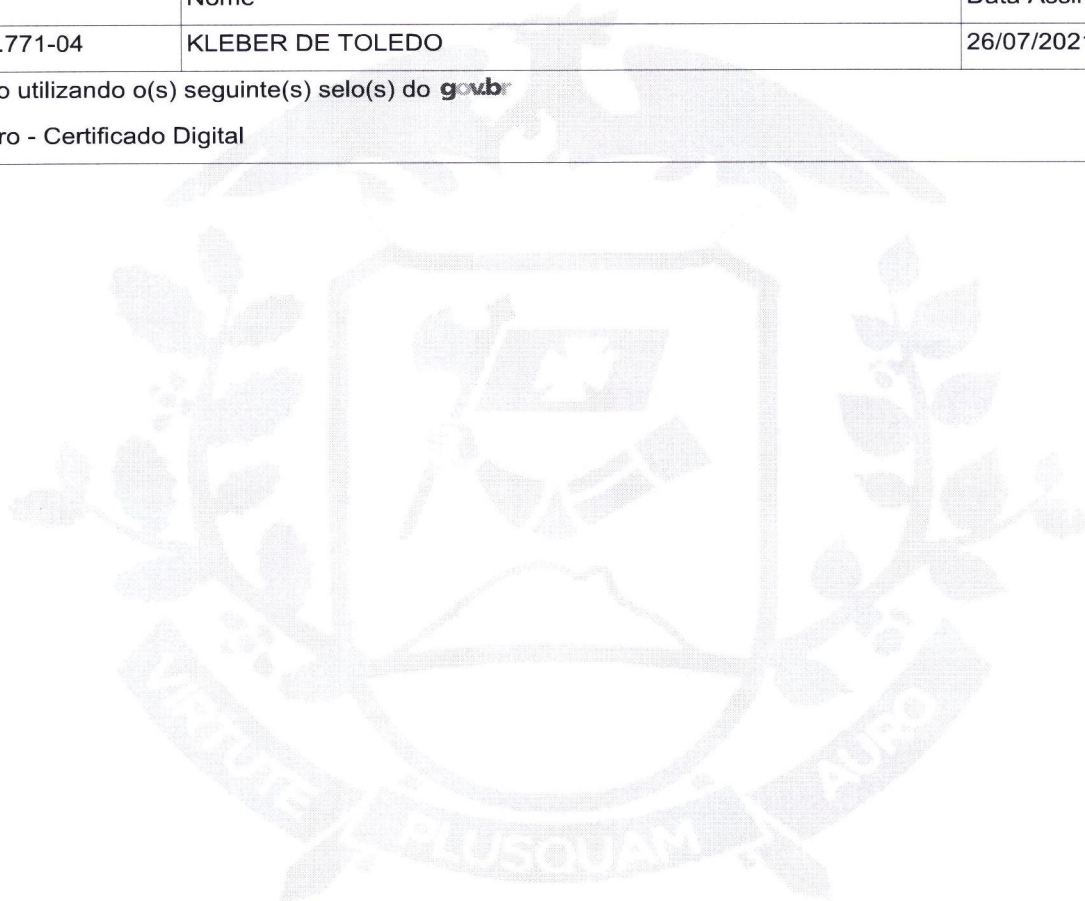 Nome
.771-04 KLEBER DE TOLEDO 26/07/2021
o utilizando o(s) seguinte(s) selo(s) do gov.br
ro - Certificado Digital
VIRTUTE PLUSQUAM AURO